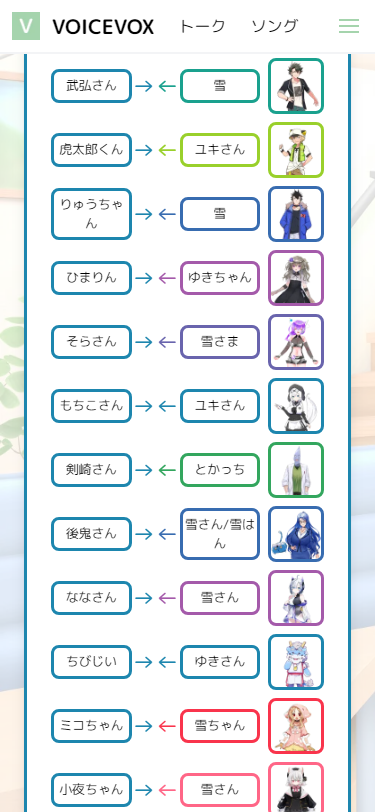 V VOICEVOX トーク ソング
武弘さん → ← 雪
虎太郎くん → ← ユキさん
りゅうちゃ
ん → ← 雪
ひまりん → ← ゆきちゃん
そらさん → ← 雪さま
もちこさん → ← ユキさん
剣崎さん → ← とかっち
後鬼さん → ← 雪さん/雪は
ん
ななさん → ← 雪さん
ちびじい → ← ゆきさん
ミコちゃん → ← 雪ちゃん
小夜ちゃん → ← 雪さん